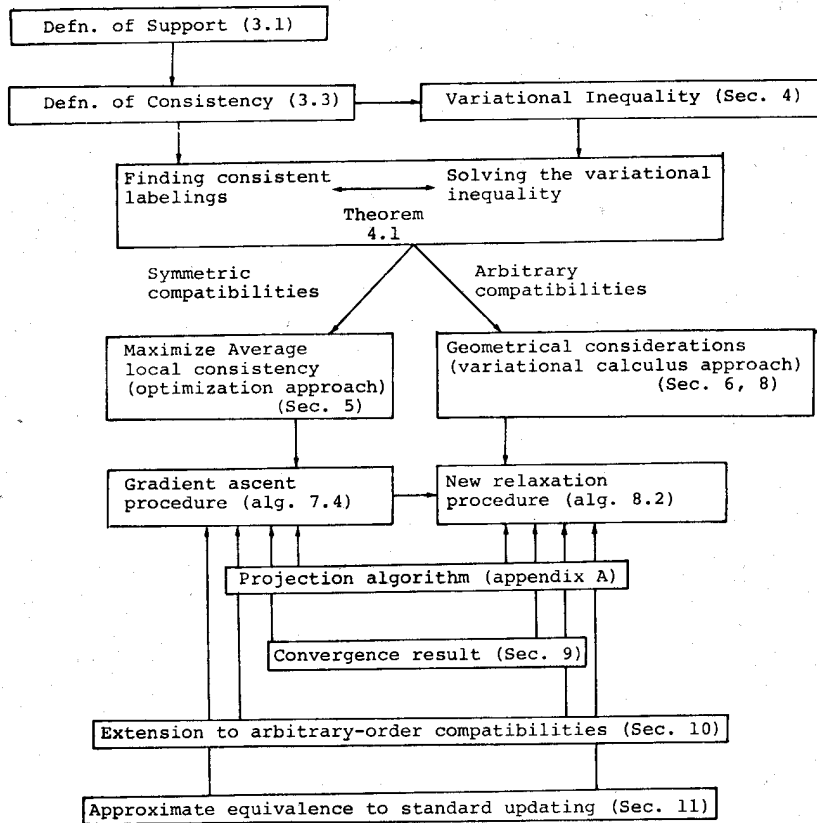 Defn. of Support (3.1)
Defn. of Consistency (3.3)
Variational Inequality (Sec. 4)
Finding consistent
labelings
Solving the variational
inequality
Theorem
4.1
Symmetric
compatibilities
Arbitrary
compatibilities
Maximize Average
local consistency
(optimization approach)
(Sec. 5)
Geometrical considerations
(variational calculus approach)
(Sec. 6, 8)
Gradient ascent
procedure (alg. 7.4)
New relaxation
procedure (alg. 8.2)
Projection algorithm (appendix A)
Convergence result (Sec. 9)
Extension to arbitrary-order compatibilities (Sec. 10)
Approximate equivalence to standard updating (Sec. 11)